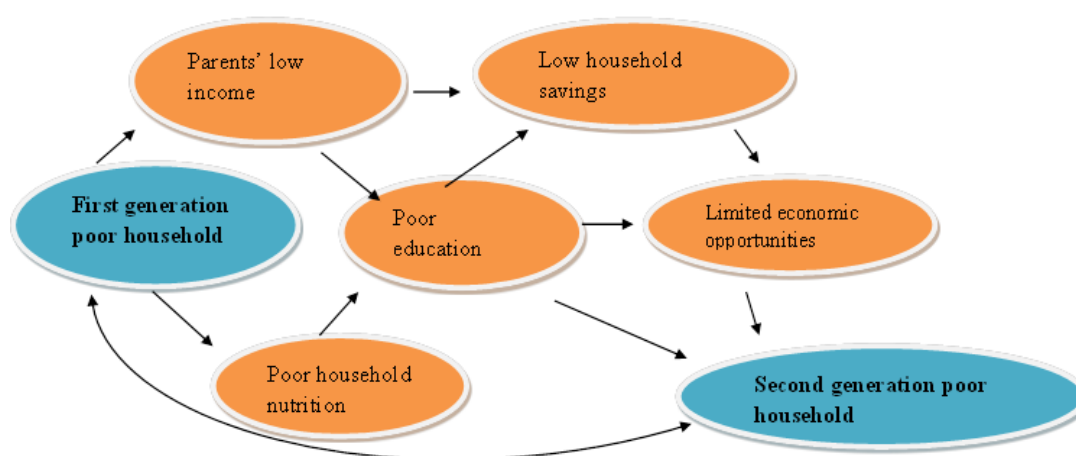 Parents’ low
income
Low household
savings
First generation
poor household
Poor
education
Limited economic
opportunities
Poor household
nutrition
Second generation poor
household